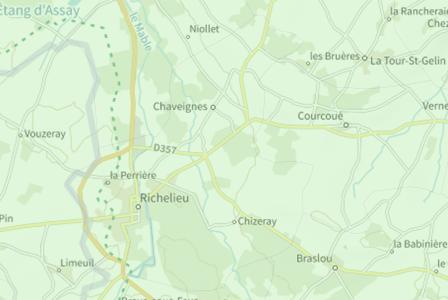 Étang d'Assay
le Mable
la Rancherai
Chez
Niollet
les Bruères
La Tour-St-Gelin
Chaveignes
Courcoué
Verne
Vouzeray
D357
la Perrière
Richelieu
Pin
Chizeray
la Babinière
Braslou
Limeuil
le